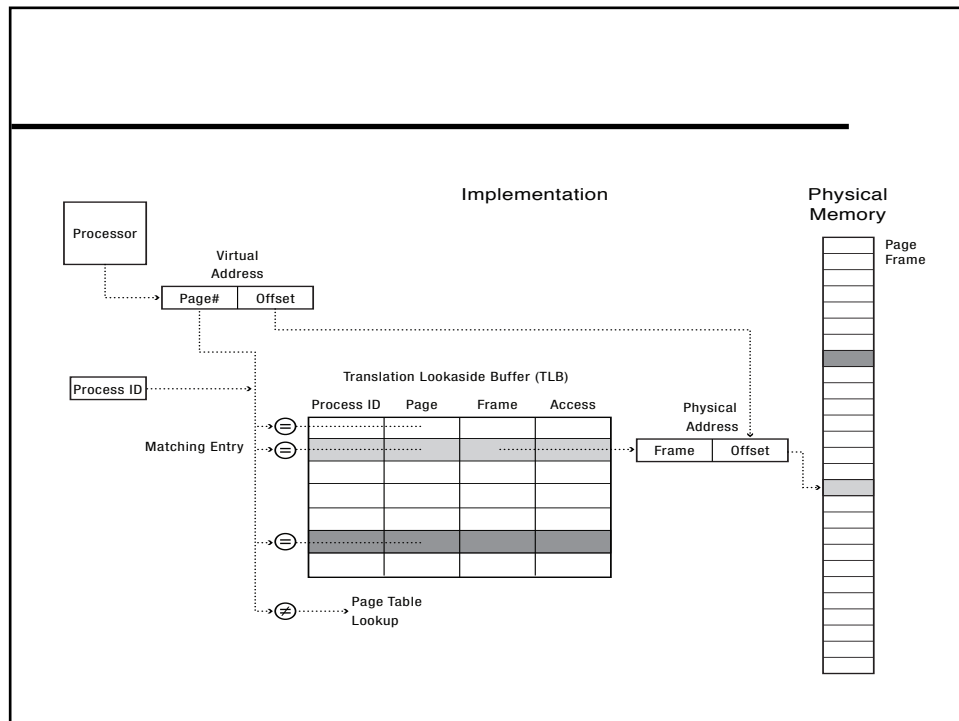 Implementation
Physical
Memory
Processor
Page
Frame
Virtual
Address
Page#
Offset
Process ID
Translation Lookaside Buffer (TLB)
Process ID
Page
Frame
Access
Physical
Address
Matching Entry
Frame
Offset
=
=
=
≠
Page Table
Lookup